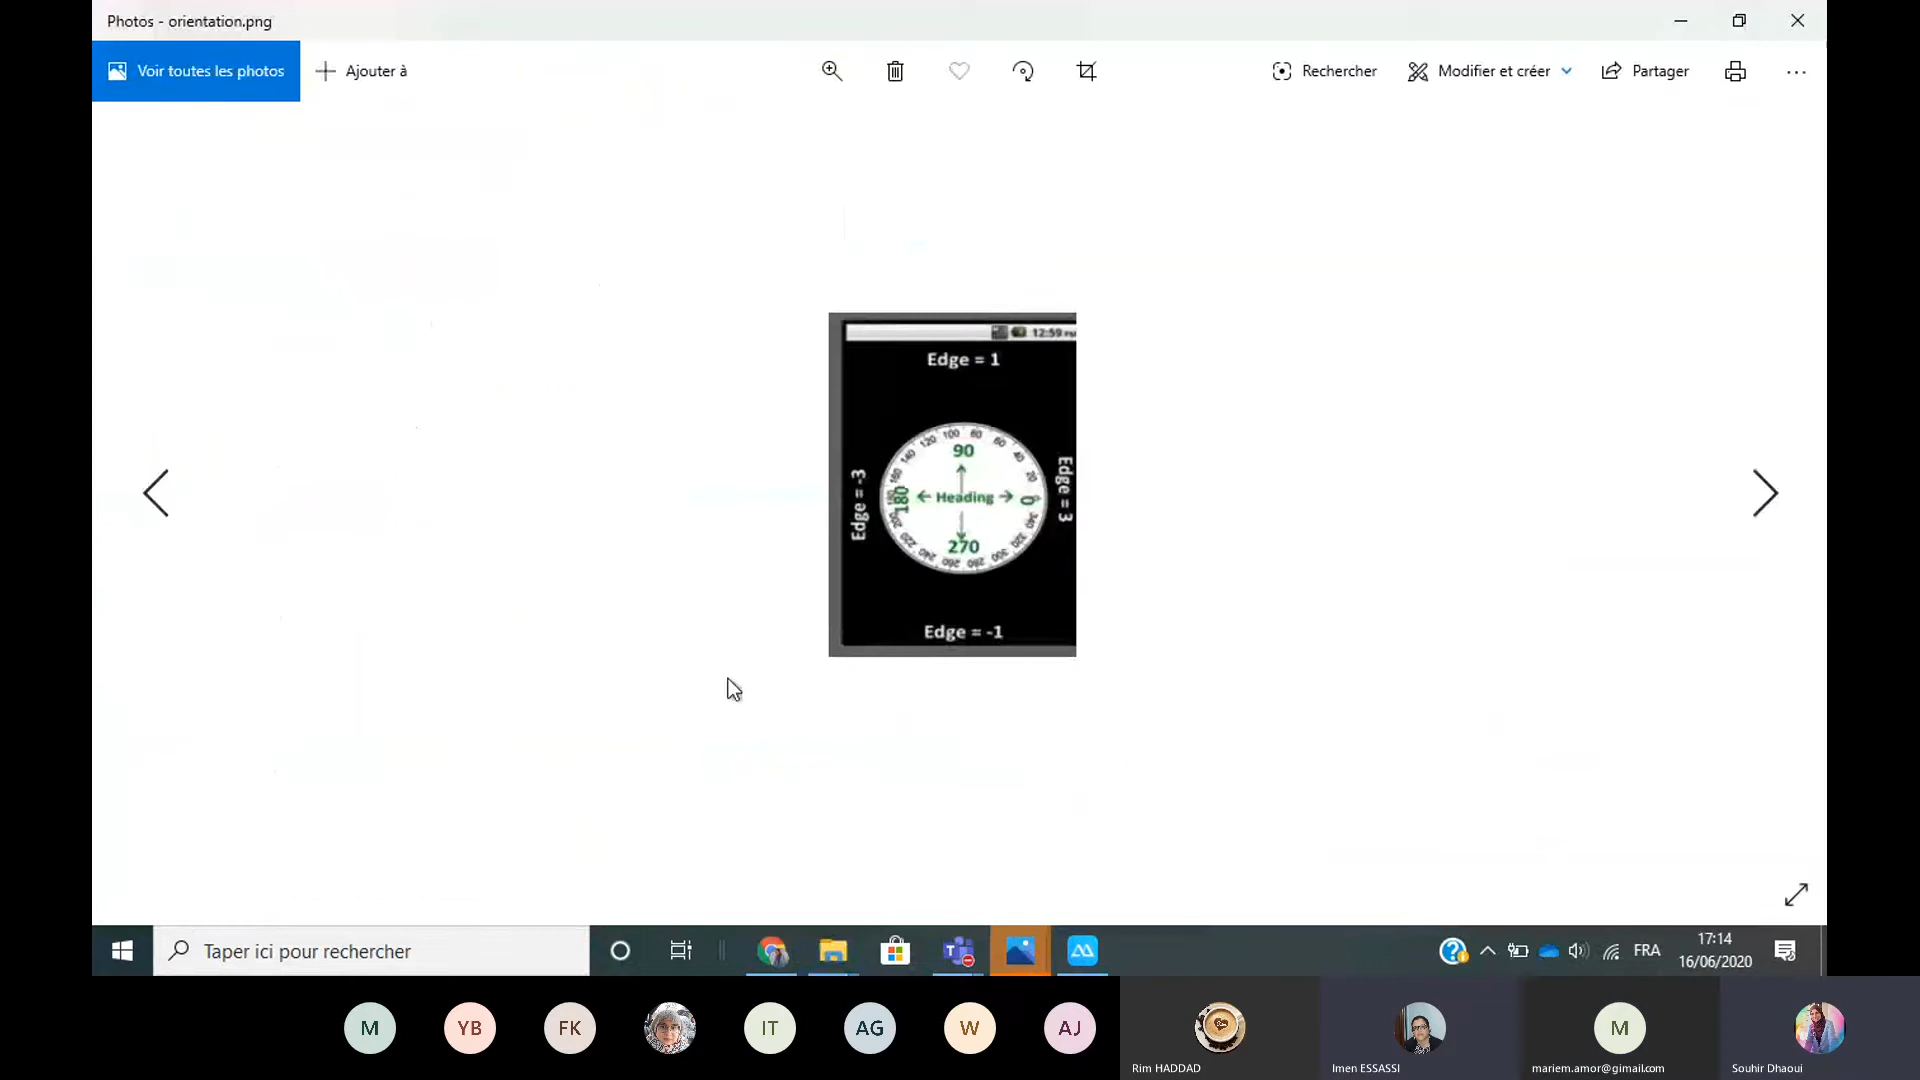 Photos - orientation.png
Voir toutes les photos
Ajouter à
Rechercher
Modifier et créer
Partager
12:59 PM
Edge = 1
90
180
Heading
0
270
Edge = -3
Edge = 3
Edge = -1
Taper ici pour rechercher
FRA
17:14
16/06/2020
M
YB
FK
IT
AG
W
AJ
M
Rim HADDAD
Imen ESSASSI
mariem.amor@gimail.com
Souhir Dhaoui